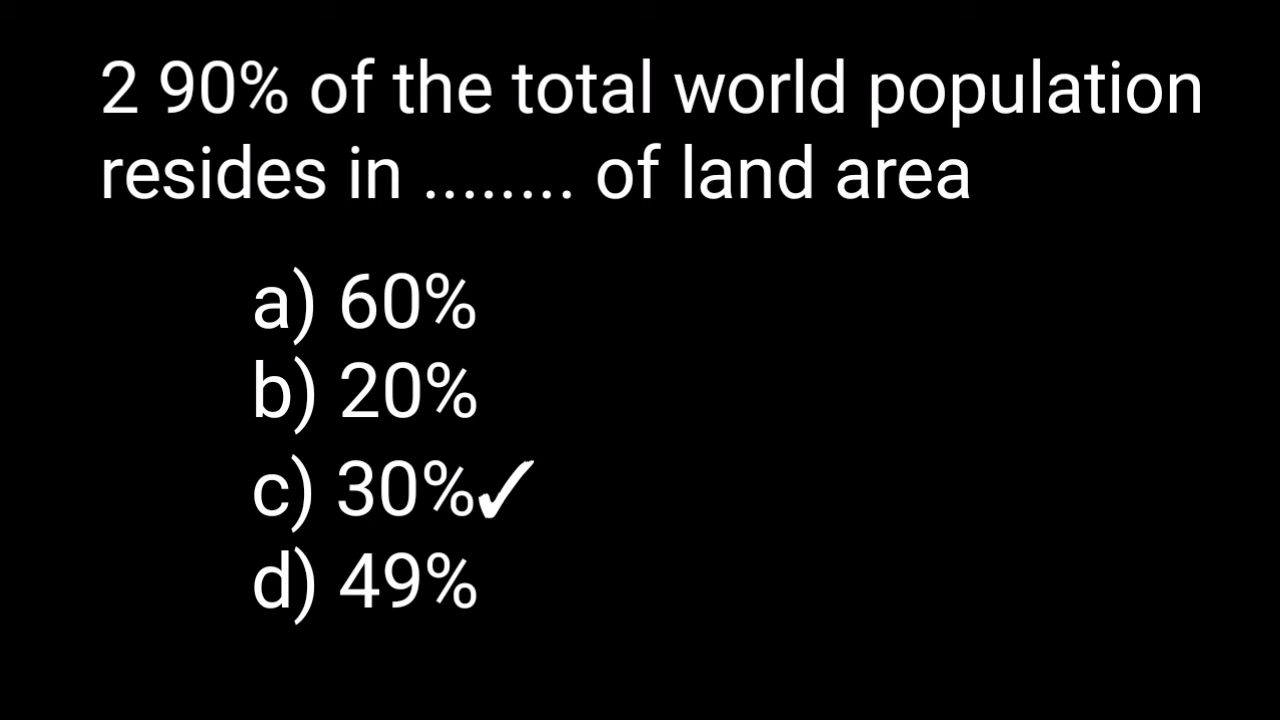 2 90% of the total world population
resides in ........ of land area
a) 60%
b) 20%
c) 30%✓
d) 49%